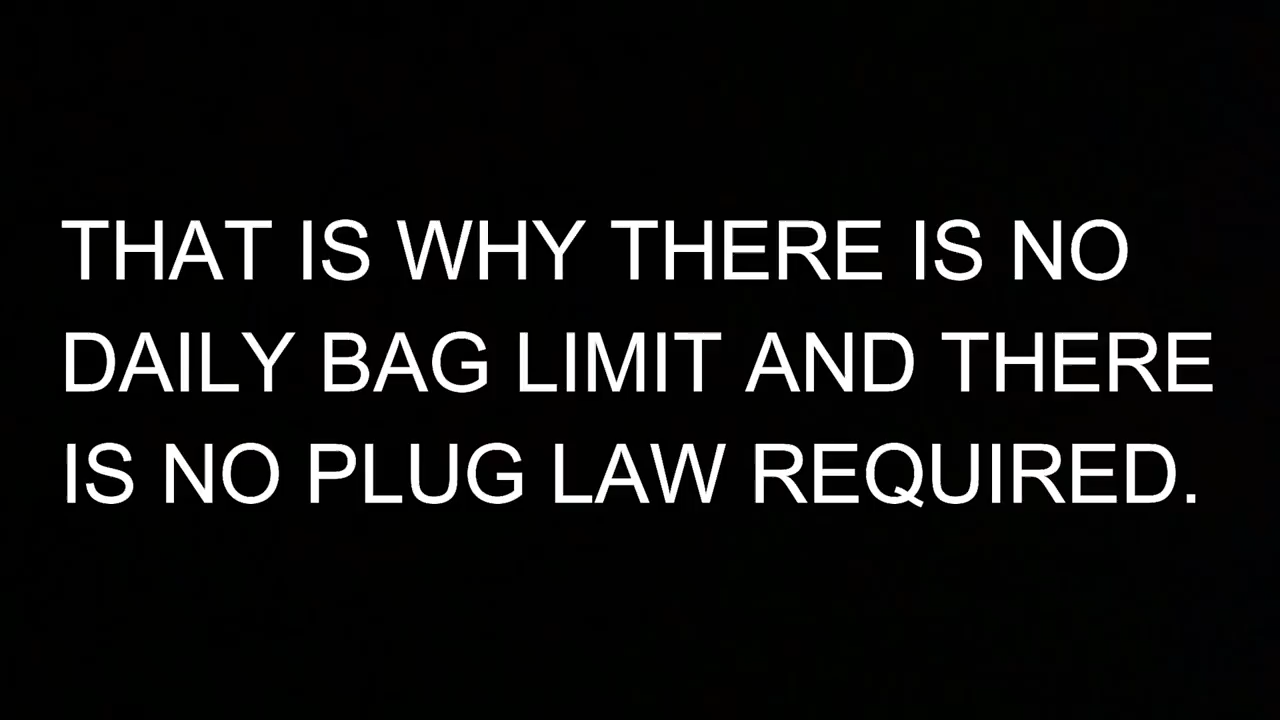 THAT IS WHY THERE IS NO
DAILY BAG LIMIT AND THERE
IS NO PLUG LAW REQUIRED.